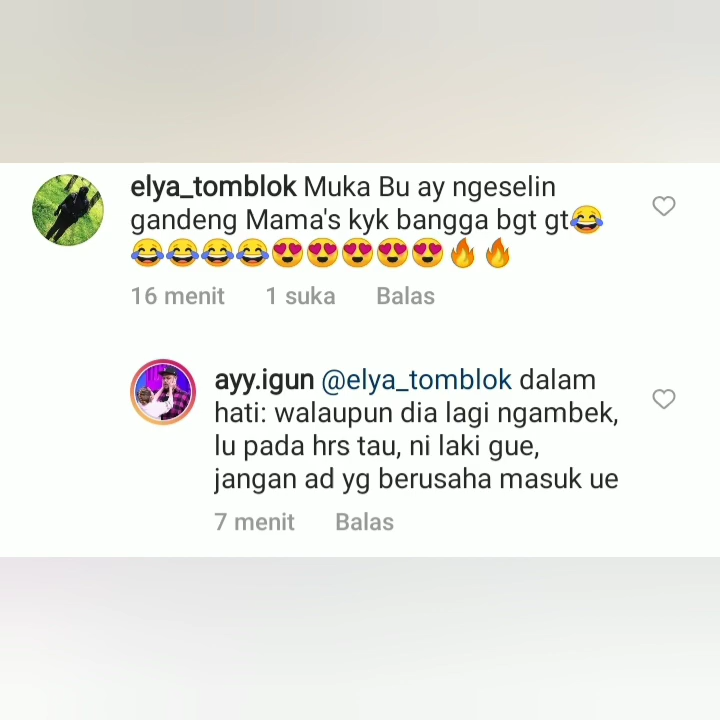 elya_tomblok Muka Bu ay ngeselin
gandeng Mama's kyk bangga bgt gt😂
😂😂😂😂😍😍😍😍😍🔥🔥
16 menit 1 suka Balas
ayy.igun @elya_tomblok dalam
hati: walaupun dia lagi ngambek,
lu pada hrs tau, ni laki gue,
jangan ad yg berusaha masuk ue
7 menit Balas